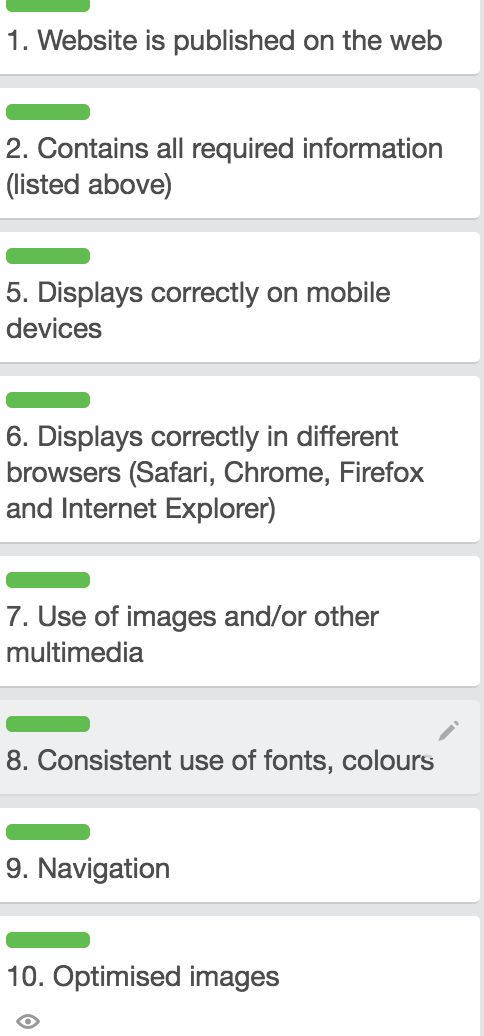 1. Website is published on the web
2. Contains all required information
(listed above)
5. Displays correctly on mobile
devices
6. Displays correctly in different
browsers (Safari, Chrome, Firefox
and Internet Explorer)
7. Use of images and/or other
multimedia
8. Consistent use of fonts, colours
9. Navigation
10. Optimised images